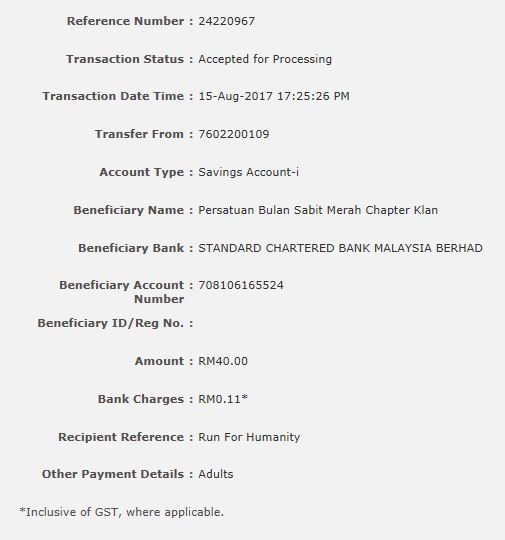 Reference Number : 24220967
Transaction Status : Accepted for Processing
Transaction Date Time : 15-Aug-2017 17:25:26 PM
Transfer From : 7602200109
Account Type : Savings Account-i
Beneficiary Name : Persatuan Bulan Sabit Merah Chapter Klan
Beneficiary Bank : STANDARD CHARTERED BANK MALAYSIA BERHAD
Beneficiary Account : 708106165524
Number
Beneficiary ID/Reg No. :
Amount : RM40.00
Bank Charges : RM0.11*
Recipient Reference : Run For Humanity
Other Payment Details : Adults
*Inclusive of GST, where applicable.